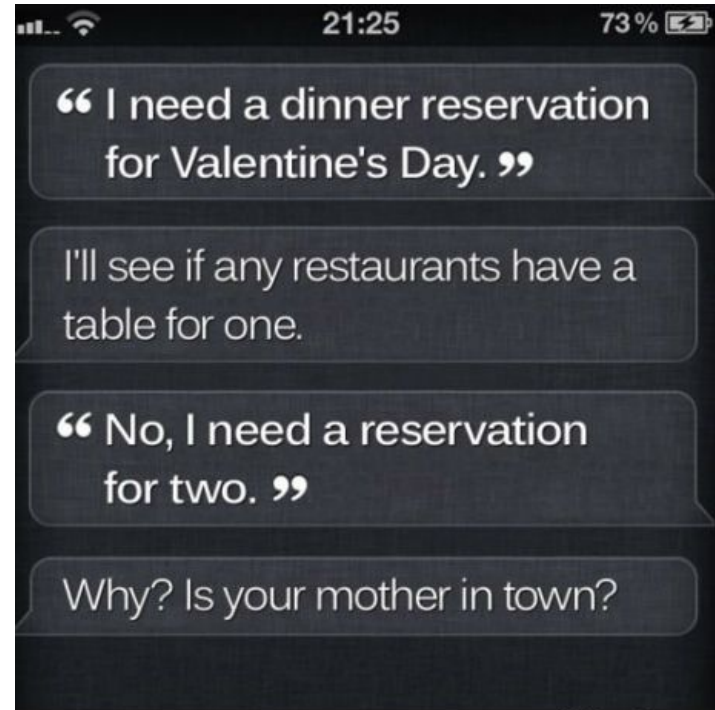 21:25 73%
“ I need a dinner reservation
for Valentine's Day. ”
I'll see if any restaurants have a
table for one.
“ No, I need a reservation
for two. ”
Why? Is your mother in town?